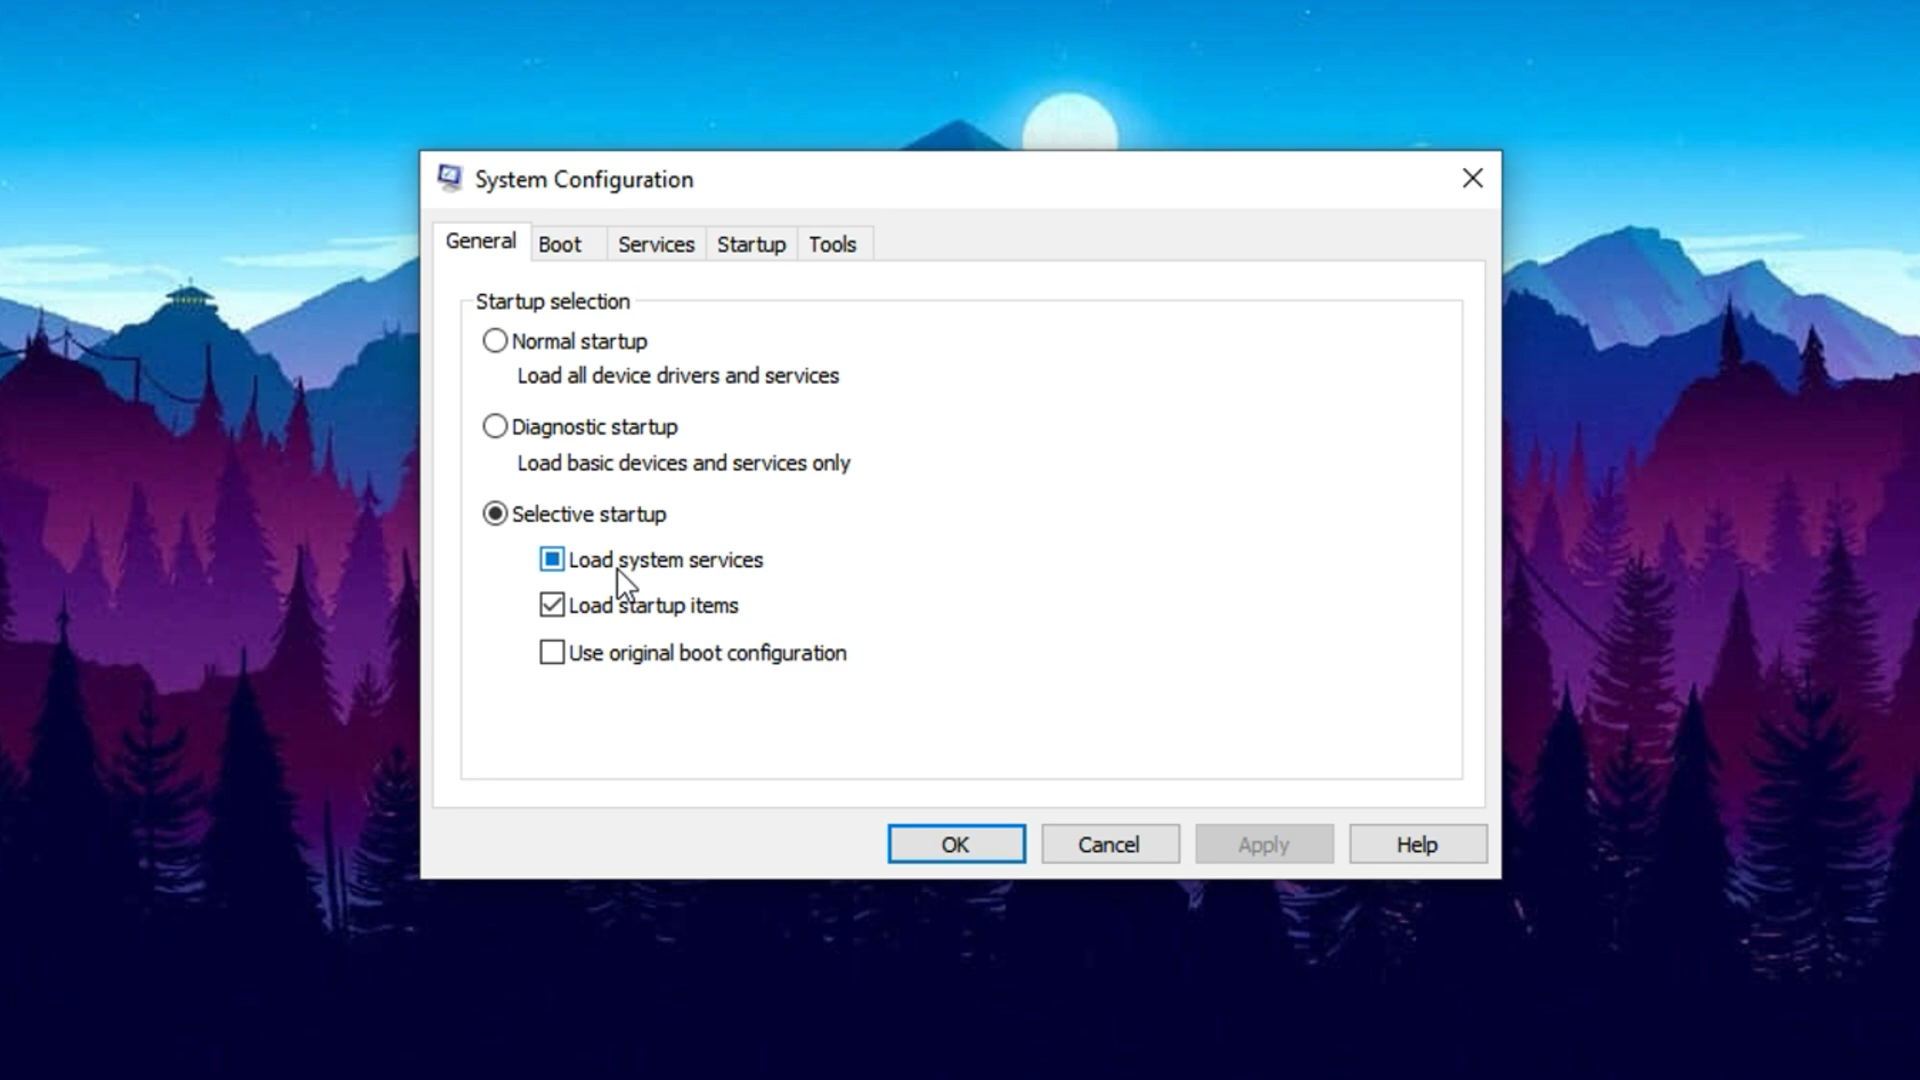 System Configuration
General Boot Services Startup Tools
Startup selection
Normal startup
Load all device drivers and services
Diagnostic startup
Load basic devices and services only
Selective startup
Load system services
Load startup items
Use original boot configuration
OK Cancel Apply Help